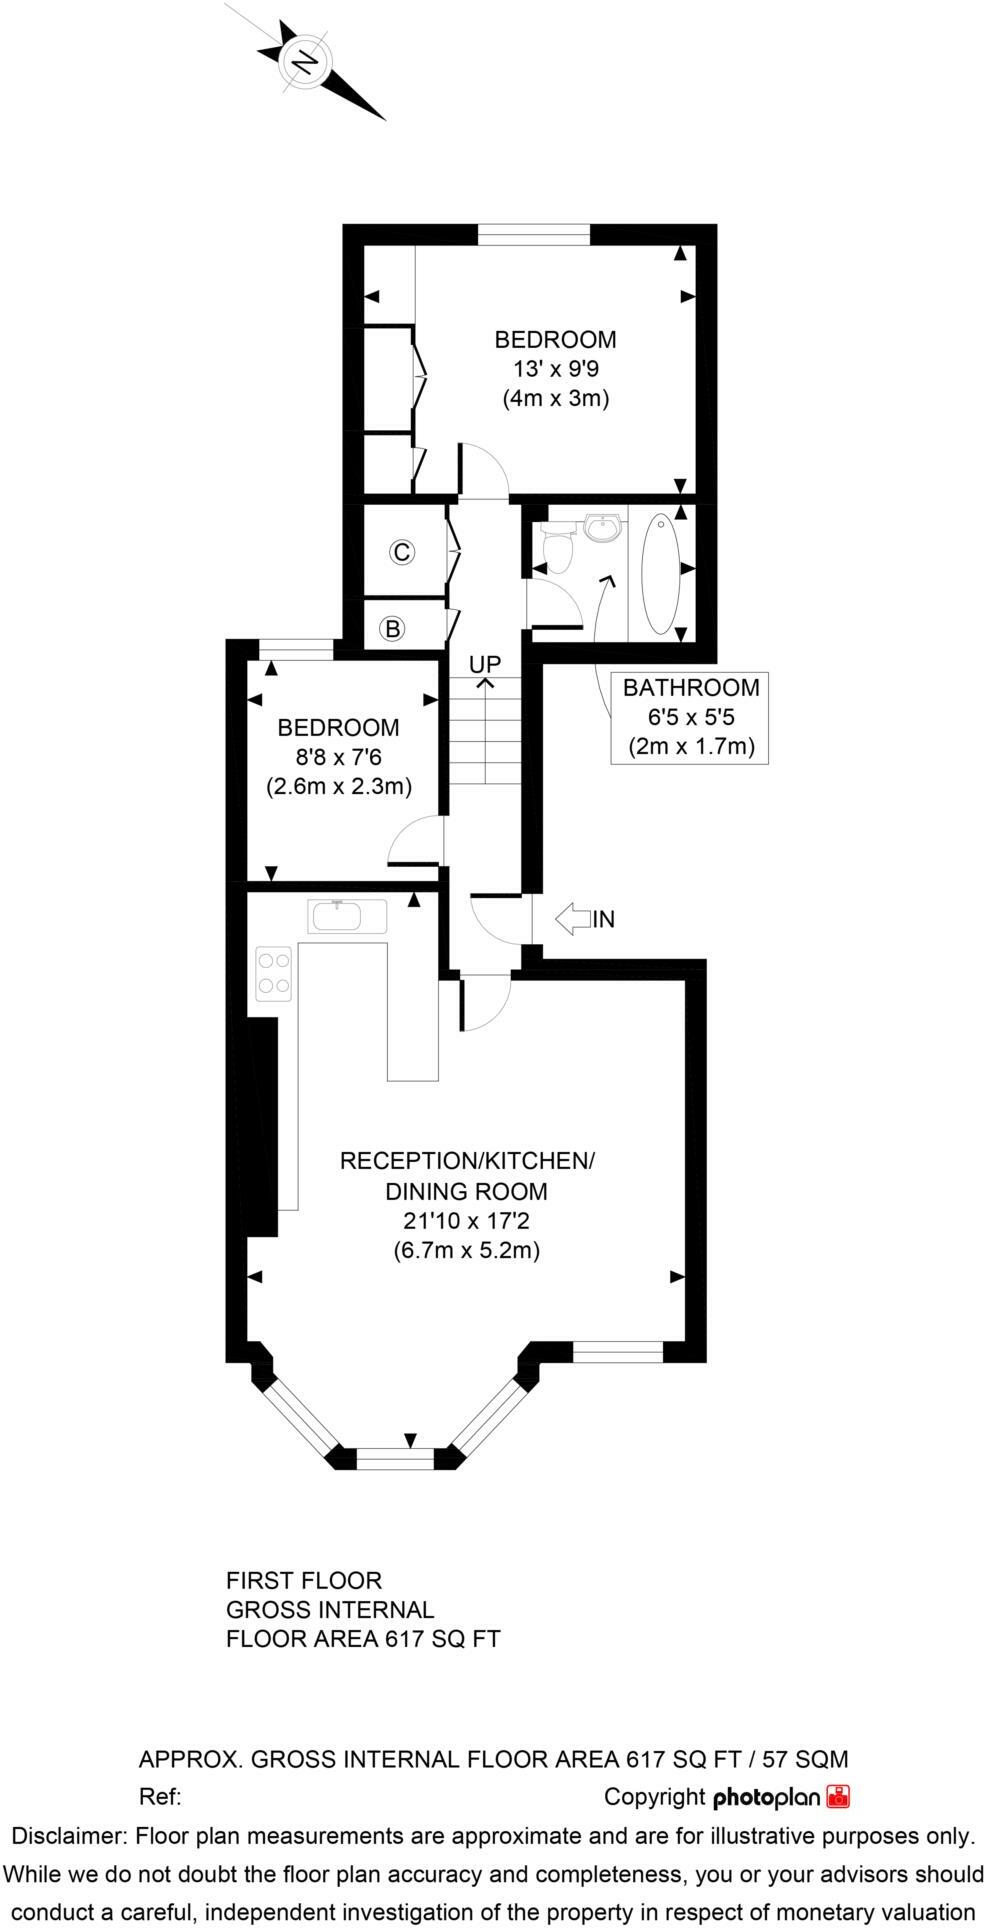 N
BEDROOM
13' x 9'9
(4m x 3m)
C
B
UP
BATHROOM
6'5 x 5'5
(2m x 1.7m)
BEDROOM
8'8 x 7'6
(2.6m x 2.3m)
IN
RECEPTION/KITCHEN/
DINING ROOM
21'10 x 17'2
(6.7m x 5.2m)
FIRST FLOOR
GROSS INTERNAL
FLOOR AREA 617 SQ FT
APPROX. GROSS INTERNAL FLOOR AREA 617 SQ FT / 57 SQM
Ref: Copyright photoplan
Disclaimer: Floor plan measurements are approximate and are for illustrative purposes only.
While we do not doubt the floor plan accuracy and completeness, you or your advisors should
conduct a careful, independent investigation of the property in respect of monetary valuation